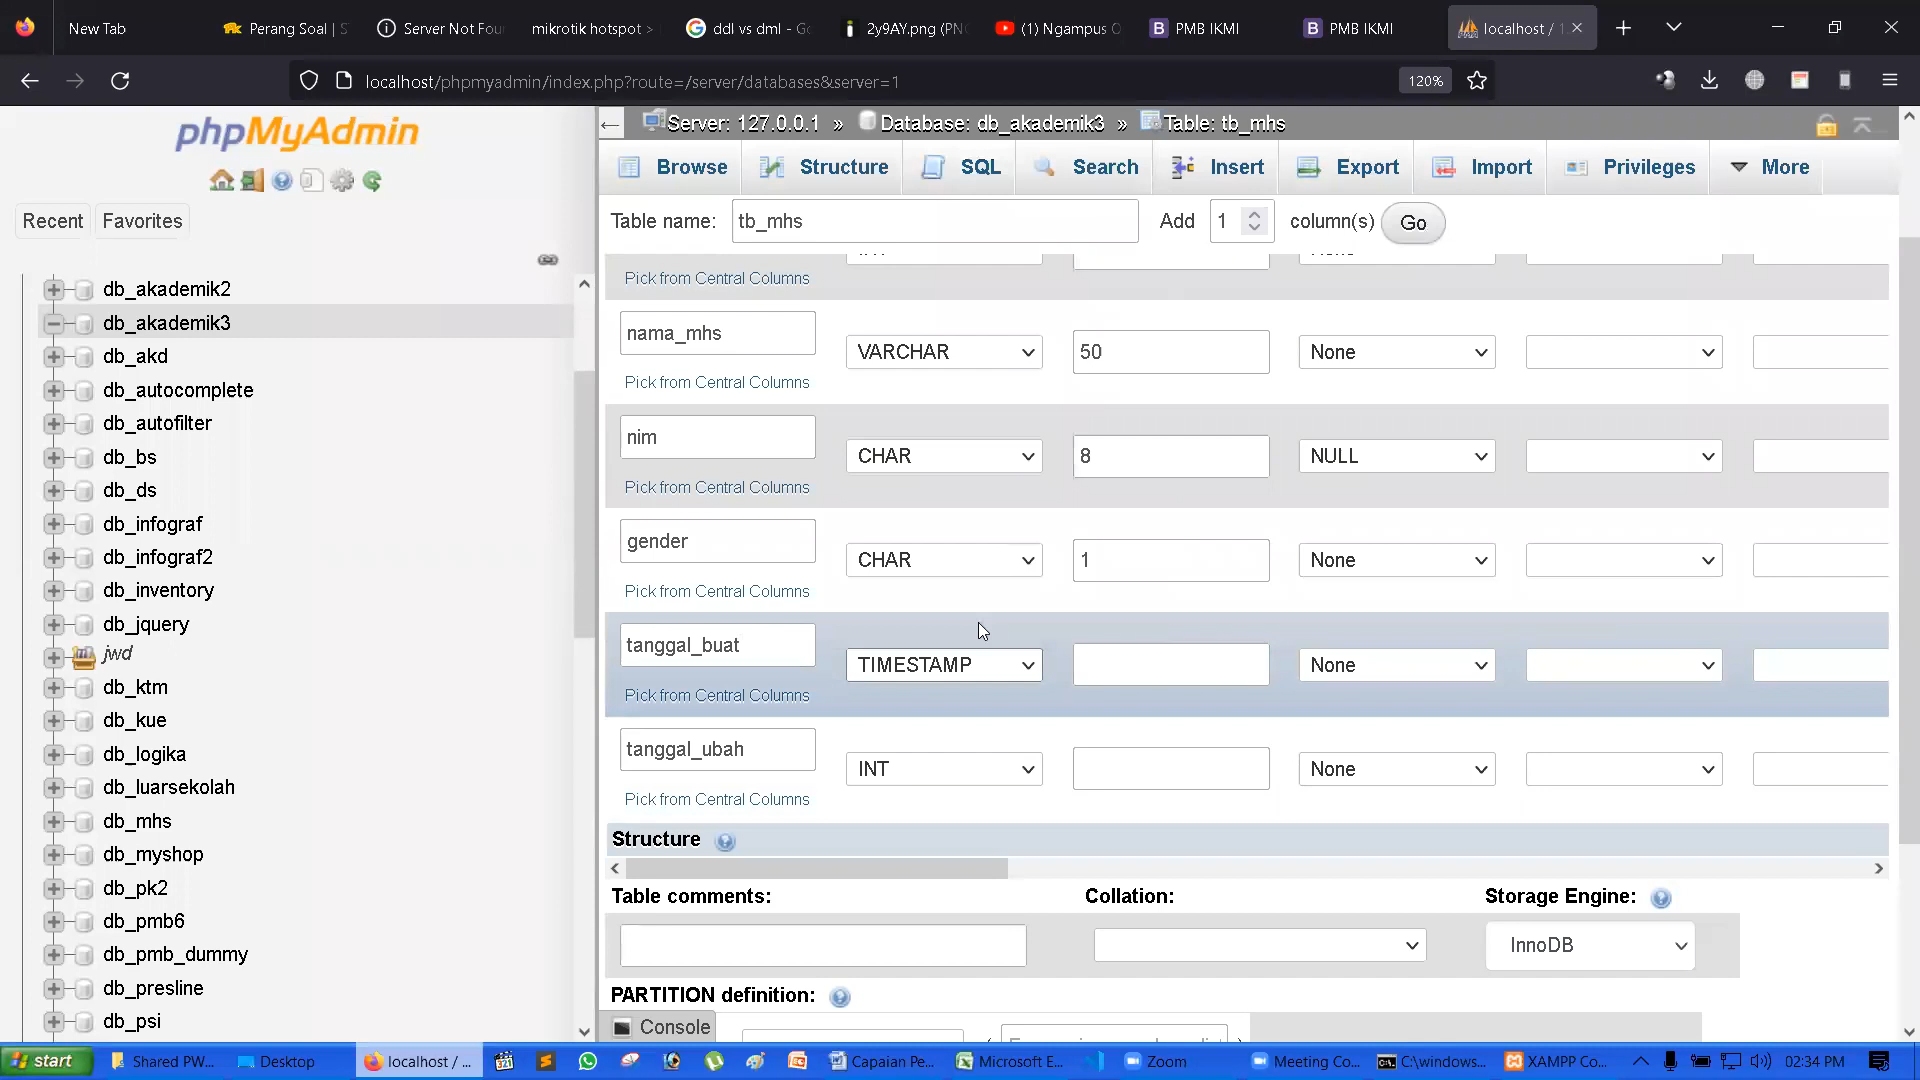 New Tab
Perang Soal | S
Server Not Fou
mikrotik hotspot >
ddl vs dml - Go
2y9AY.png (PN
(1) Ngampus O
PMB IKMI
PMB IKMI
localhost / 1
localhost/phpmyadmin/index.php?route=/server/databases&server=1
120%
phpMyAdmin
Recent
Favorites
db_akademik2
db_akademik3
db_akd
db_autocomplete
db_autofilter
db_bs
db_ds
db_infograf
db_infograf2
db_inventory
db_jquery
jwd
db_ktm
db_kue
db_logika
db_luarsekolah
db_mhs
db_myshop
db_pk2
db_pmb6
db_pmb_dummy
db_presline
db_psi
Server: 127.0.0.1 » Database: db_akademik3 » Table: tb_mhs
Browse
Structure
SQL
Search
Insert
Export
Import
Privileges
More
Table name: tb_mhs Add 1 column(s) Go
Pick from Central Columns
nama_mhs VARCHAR 50 None
Pick from Central Columns
nim CHAR 8 NULL
Pick from Central Columns
gender CHAR 1 None
Pick from Central Columns
tanggal_buat TIMESTAMP None
Pick from Central Columns
tanggal_ubah INT None
Pick from Central Columns
Structure
Table comments: Collation: Storage Engine:
InnoDB
PARTITION definition:
Console
start
Shared PW...
Desktop
localhost / ...
Capaian Pe...
Microsoft E...
Zoom
Meeting Co...
C:\windows...
XAMPP Co...
02:34 PM